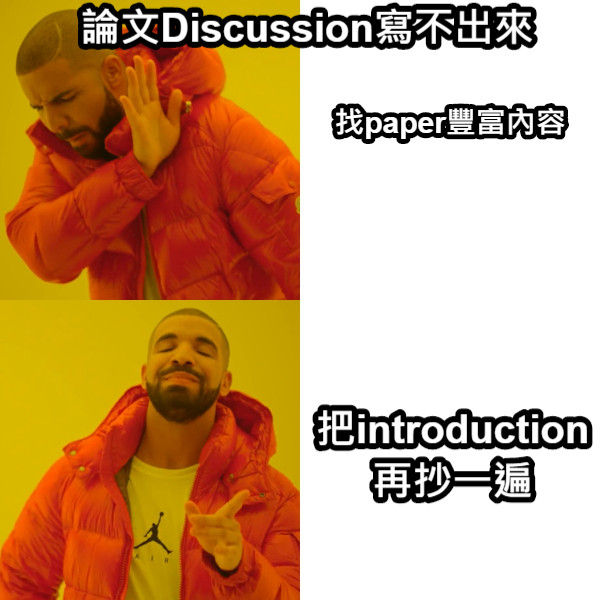 論文Discussion寫不出來
找paper豐富內容
把introduction
再抄一遍
AIR